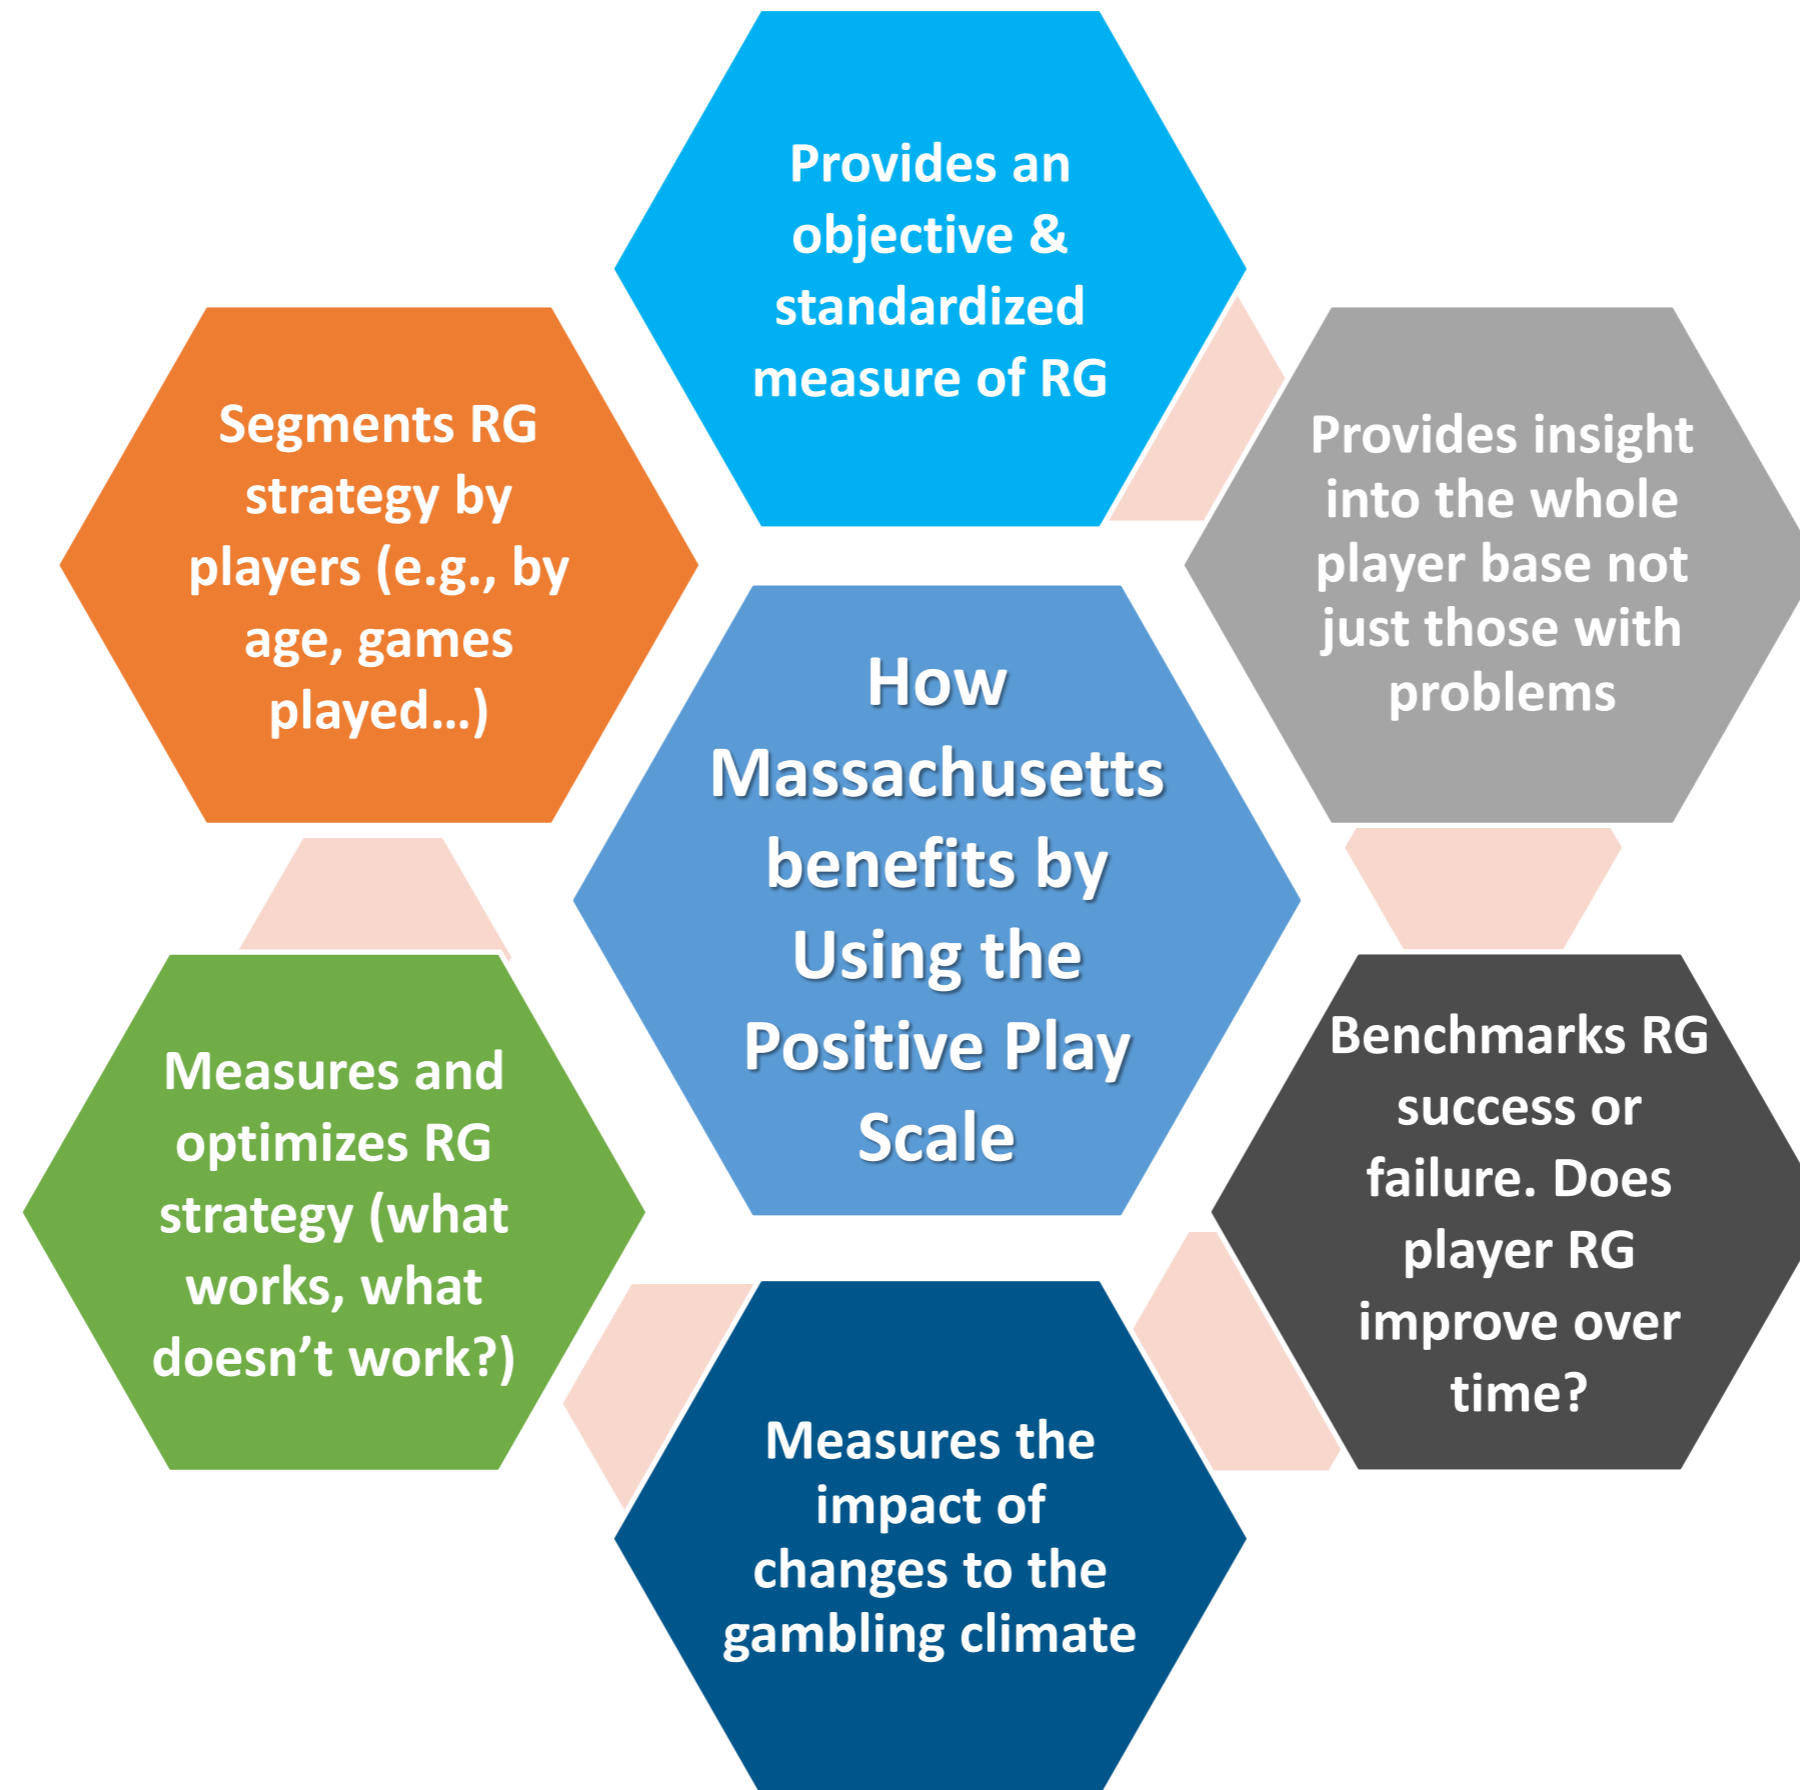 Provides an
objective &
standardized
measure of RG
Provides insight
into the whole
player base not
just those with
problems
Benchmarks RG
success or
failure. Does
player RG
improve over
time?
Measures the
impact of
changes to the
gambling climate
Measures and
optimizes RG
strategy (what
works, what
doesn’t work?)
Segments RG
strategy by
players (e.g., by
age, games
played...)
How
Massachusetts
benefits by
Using the
Positive Play
Scale